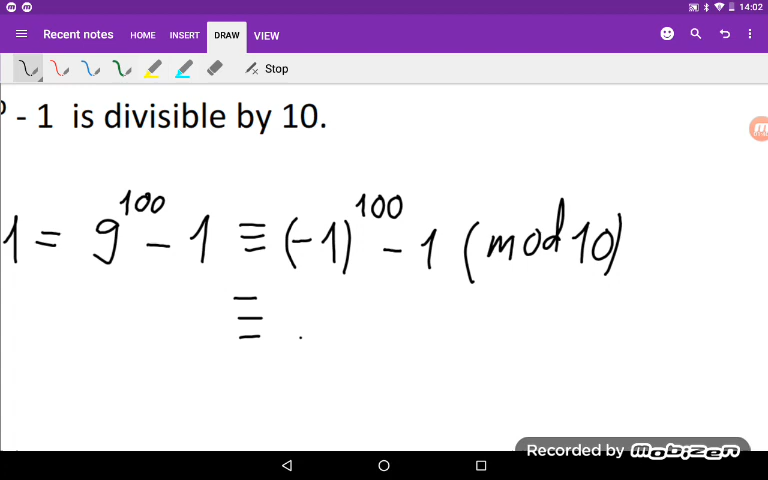 14:02
Recent notes HOME INSERT DRAW VIEW
Stop
- 1 is divisible by 10.
1 = 9^100 - 1 ≡ (-1)^100 - 1 (mod 10)
≡
Recorded by mobizen